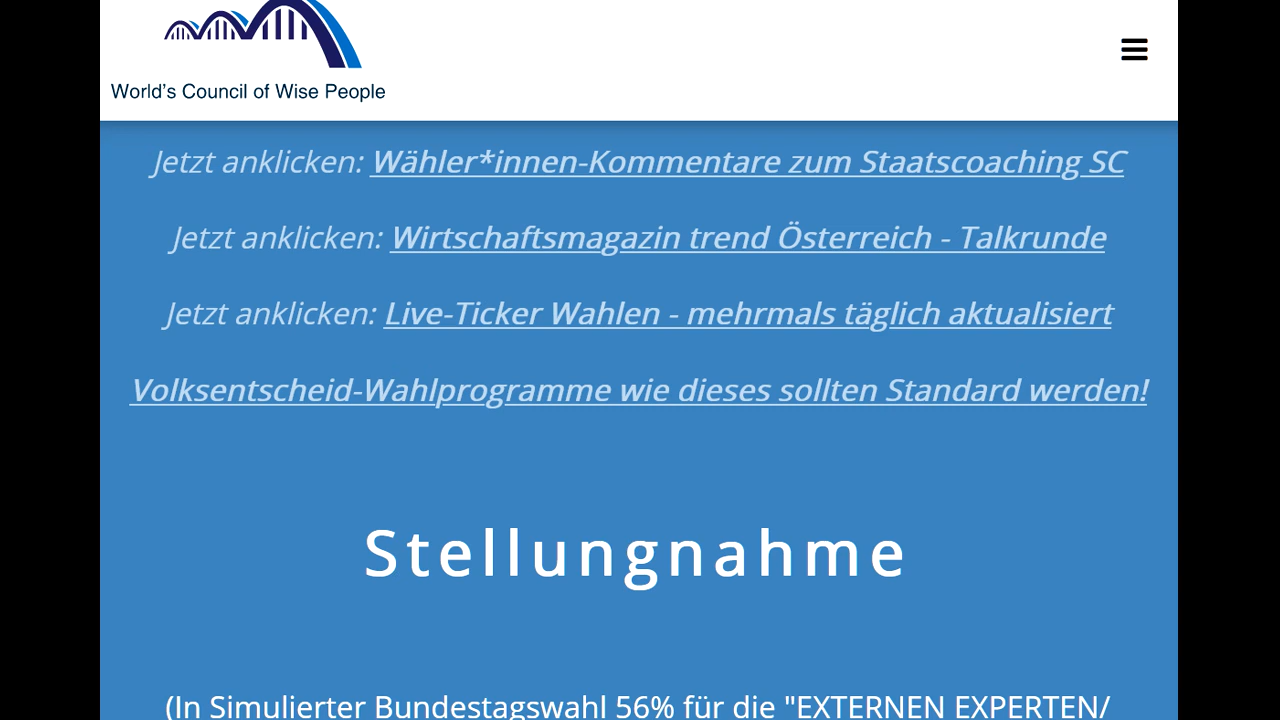 World's Council of Wise People
Jetzt anklicken: Wähler*innen-Kommentare zum Staatscoaching SC
Jetzt anklicken: Wirtschaftsmagazin trend Österreich - Talkrunde
Jetzt anklicken: Live-Ticker Wahlen - mehrmals täglich aktualisiert
Volksentscheid-Wahlprogramme wie dieses sollten Standard werden!
Stellungnahme
(In Simulierter Bundestagswahl 56% für die "EXTERNEN EXPERTEN/